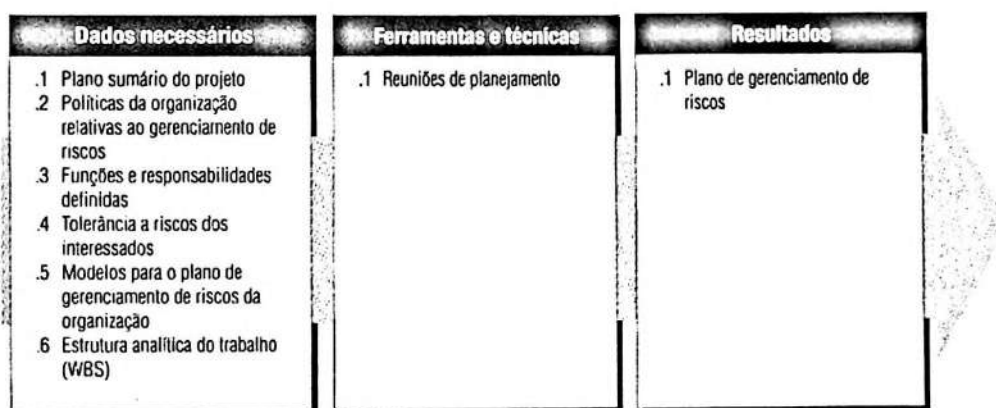 Dados necessários
.1 Plano sumário do projeto
.2 Políticas da organização
relativas ao gerenciamento de
riscos
.3 Funções e responsabilidades
definidas
.4 Tolerância a riscos dos
interessados
.5 Modelos para o plano de
gerenciamento de riscos da
organização
.6 Estrutura analítica do trabalho
(WBS)
Ferramentas e técnicas
.1 Reuniões de planejamento
Resultados
.1 Plano de gerenciamento de
riscos